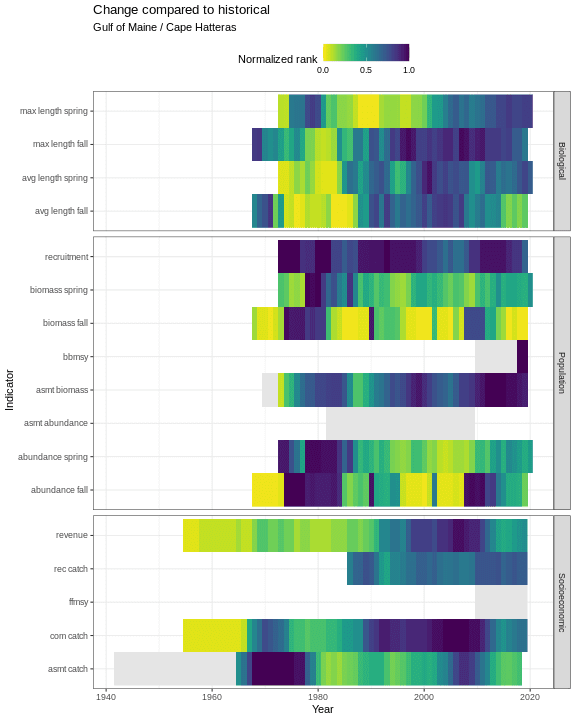 Change compared to historical
Gulf of Maine / Cape Hatteras
Normalized rank
0.0 0.5 1.0
max length spring
max length fall
avg length spring
avg length fall
Biological
recruitment
biomass spring
biomass fall
bbmsy
asmt biomass
asmt abundance
abundance spring
abundance fall
Population
Indicator
revenue
rec catch
ffmsy
com catch
asmt catch
Socioeconomic
1940 1960 1980 2000 2020
Year